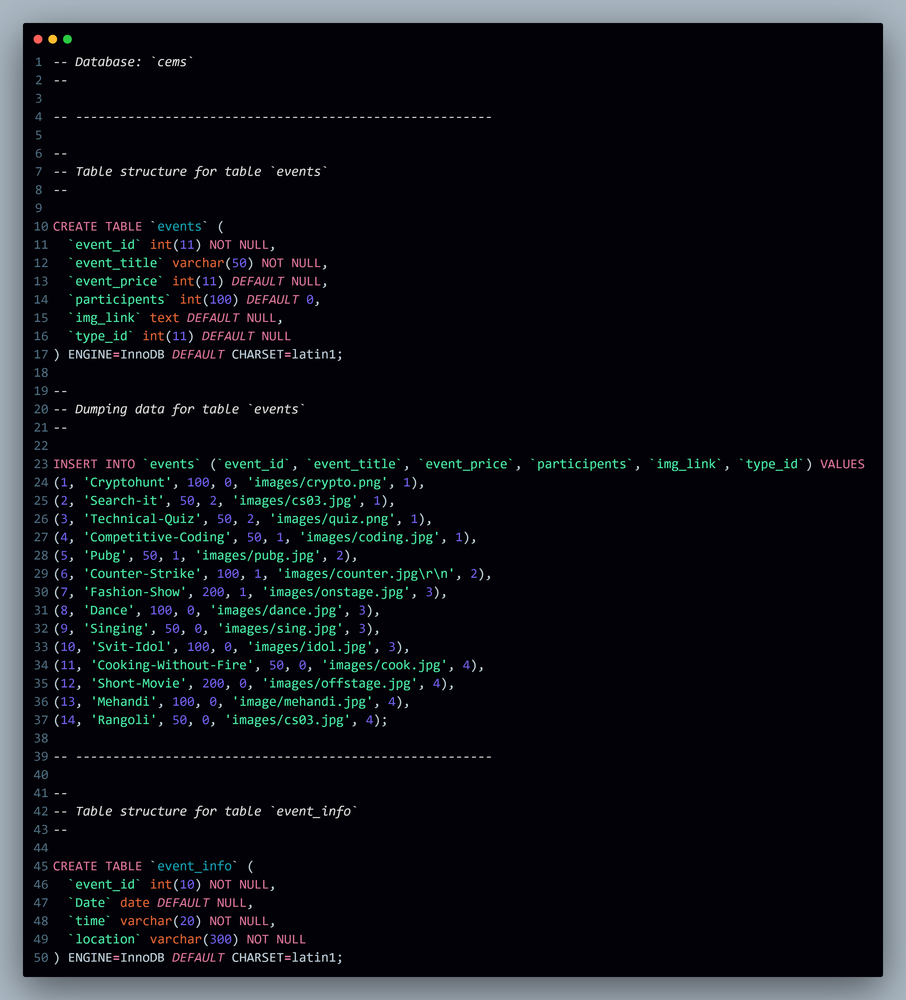 1 -- Database: `cems`
2 --
3
4 -- --------------------------------------------------------
5
6 --
7 -- Table structure for table `events`
8 --
9
10 CREATE TABLE `events` (
11   `event_id` int(11) NOT NULL,
12   `event_title` varchar(50) NOT NULL,
13   `event_price` int(11) DEFAULT NULL,
14   `participents` int(100) DEFAULT 0,
15   `img_link` text DEFAULT NULL,
16   `type_id` int(11) DEFAULT NULL
17 ) ENGINE=InnoDB DEFAULT CHARSET=latin1;
18
19 --
20 -- Dumping data for table `events`
21 --
22
23 INSERT INTO `events` (`event_id`, `event_title`, `event_price`, `participents`, `img_link`, `type_id`) VALUES
24 (1, 'Cryptohunt', 100, 0, 'images/crypto.png', 1),
25 (2, 'Search-it', 50, 2, 'images/cs03.jpg', 1),
26 (3, 'Technical-Quiz', 50, 2, 'images/quiz.png', 1),
27 (4, 'Competitive-Coding', 50, 1, 'images/coding.jpg', 1),
28 (5, 'Pubg', 50, 1, 'images/pubg.jpg', 2),
29 (6, 'Counter-Strike', 100, 1, 'images/counter.jpg\r\n', 2),
30 (7, 'Fashion-Show', 200, 1, 'images/onstage.jpg', 3),
31 (8, 'Dance', 100, 0, 'images/dance.jpg', 3),
32 (9, 'Singing', 50, 0, 'images/sing.jpg', 3),
33 (10, 'Svit-Idol', 100, 0, 'images/idol.jpg', 3),
34 (11, 'Cooking-Without-Fire', 50, 0, 'images/cook.jpg', 4),
35 (12, 'Short-Movie', 200, 0, 'images/offstage.jpg', 4),
36 (13, 'Mehandi', 100, 0, 'image/mehandi.jpg', 4),
37 (14, 'Rangoli', 50, 0, 'images/cs03.jpg', 4);
38
39 -- --------------------------------------------------------
40
41 --
42 -- Table structure for table `event_info`
43 --
44
45 CREATE TABLE `event_info` (
46   `event_id` int(10) NOT NULL,
47   `Date` date DEFAULT NULL,
48   `time` varchar(20) NOT NULL,
49   `location` varchar(300) NOT NULL
50 ) ENGINE=InnoDB DEFAULT CHARSET=latin1;